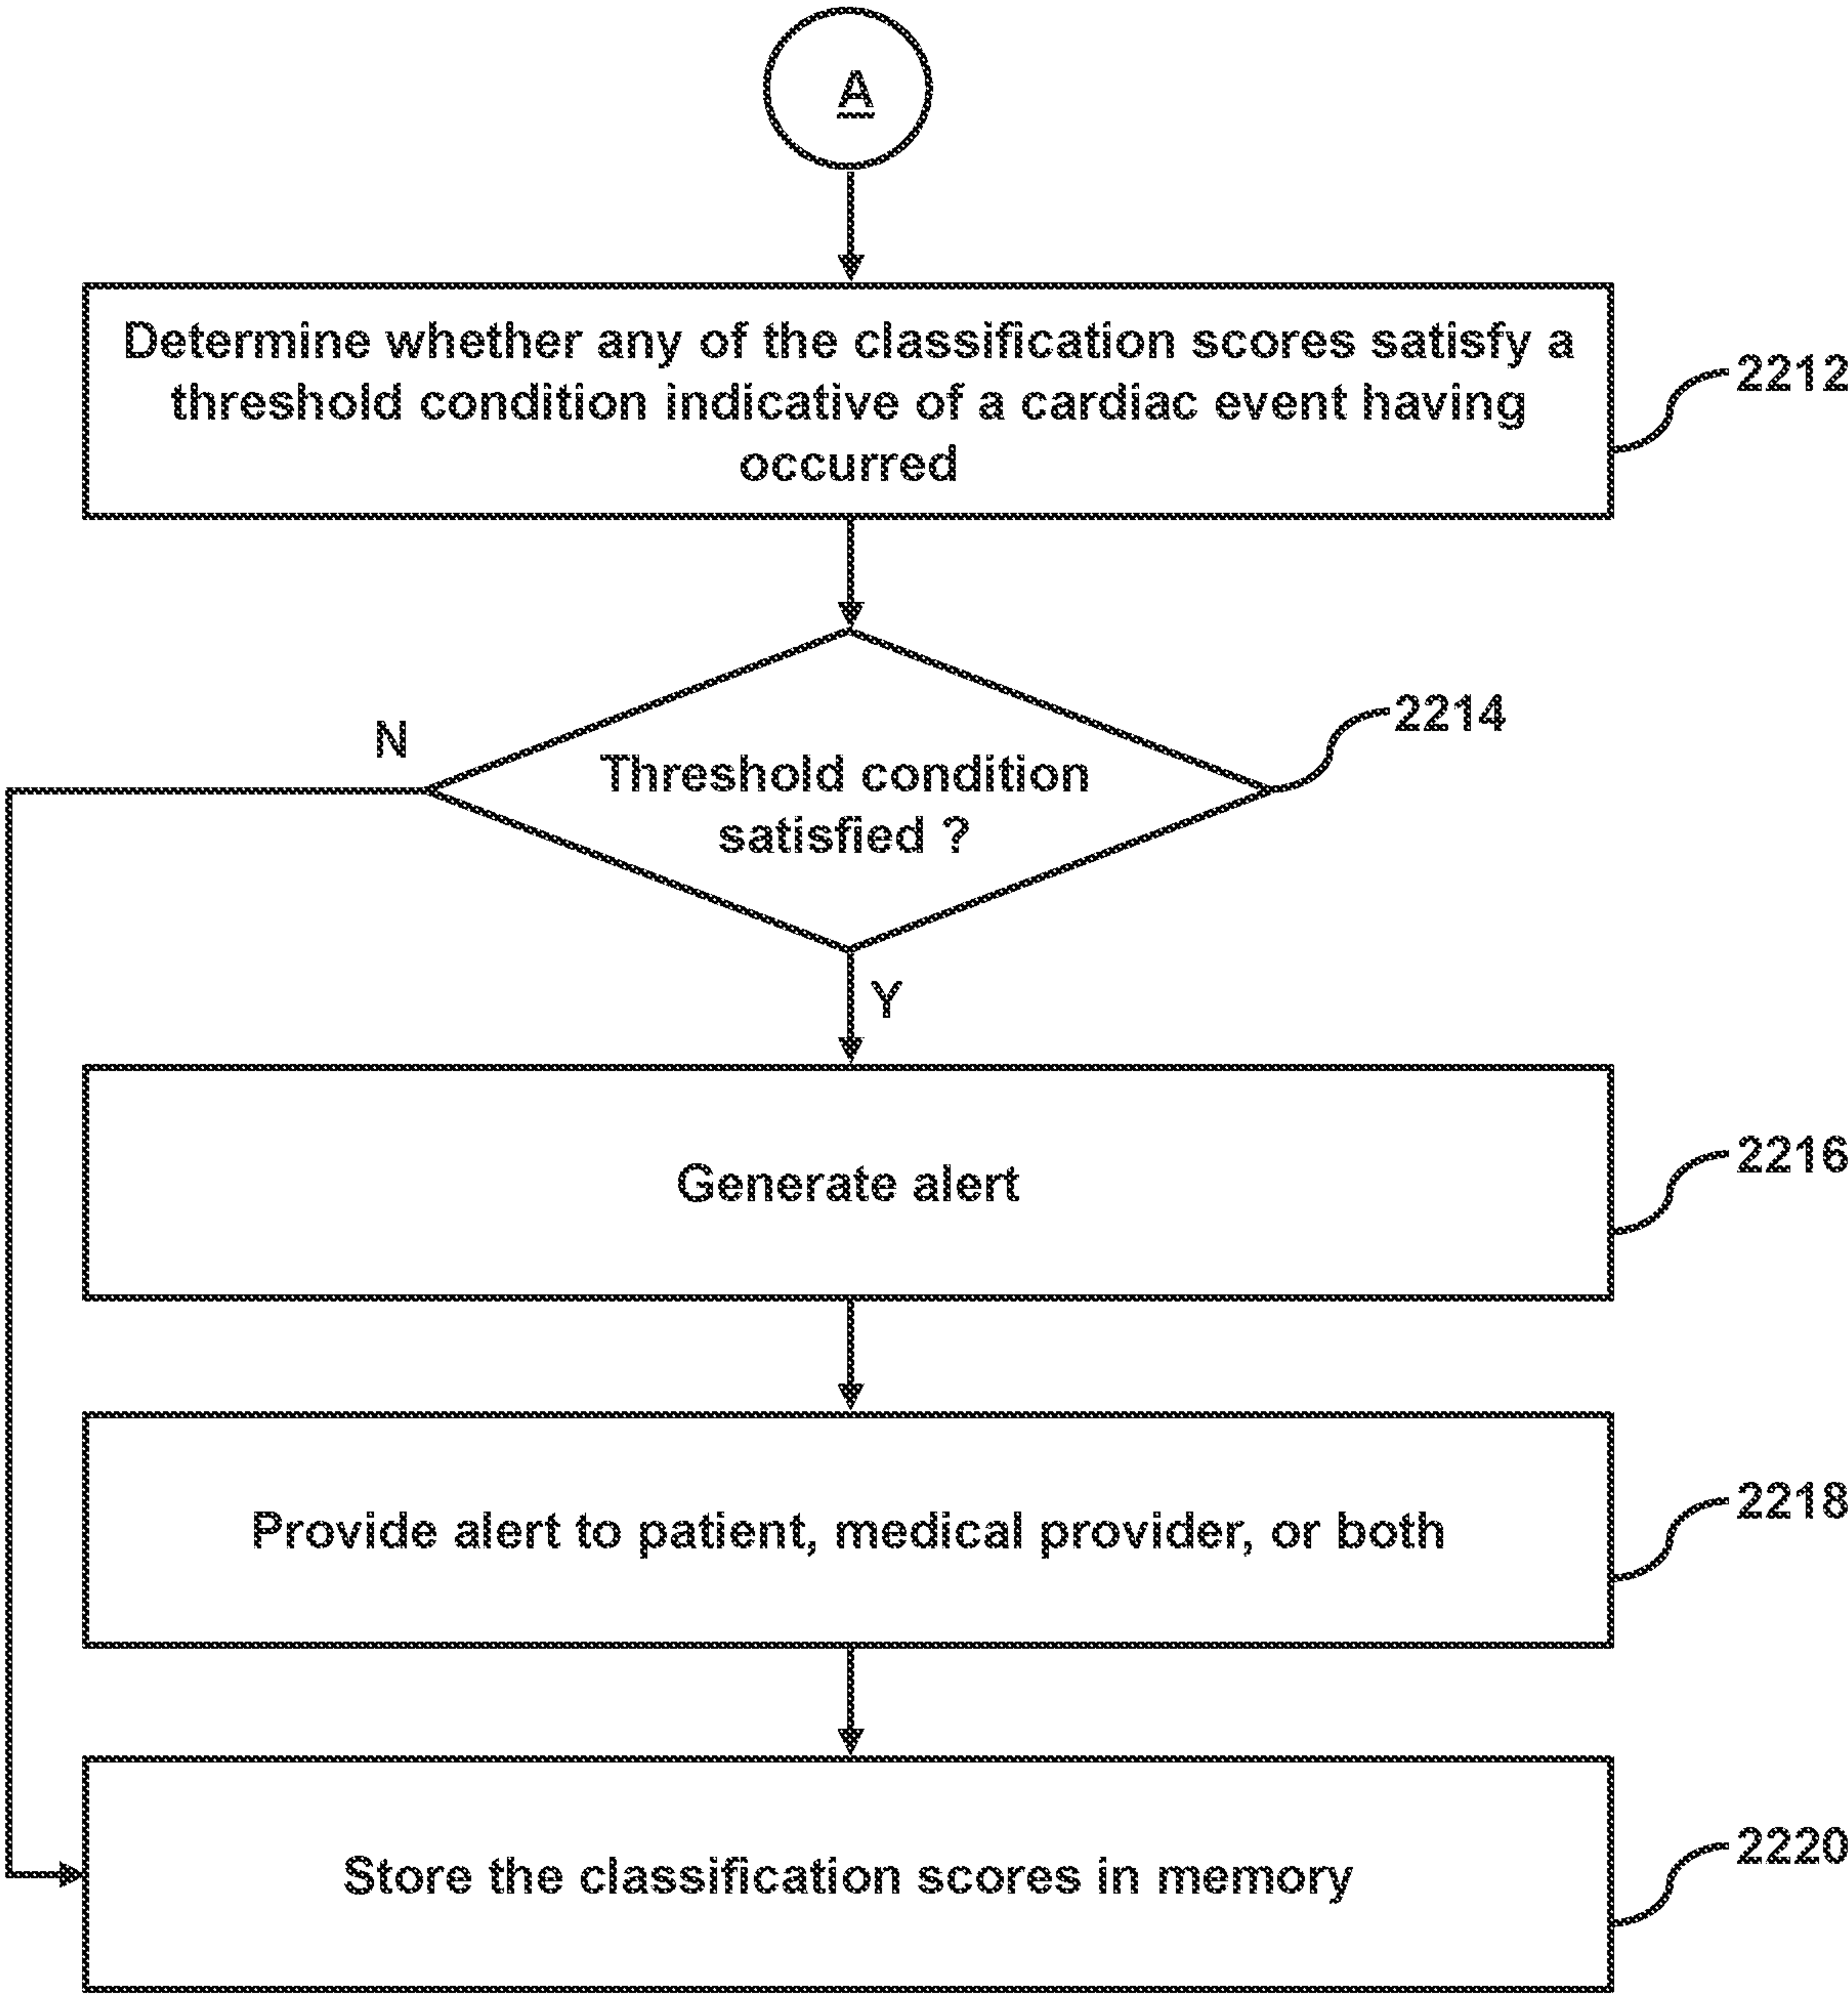 A
Determine whether any of the classification scores satisfy a
threshold condition indicative of a cardiac event having
occurred
2212
N
2214
Threshold condition
satisfied ?
Y
Generate alert
2216
Provide alert to patient, medical provider, or both
2218
Store the classification scores in memory
2220